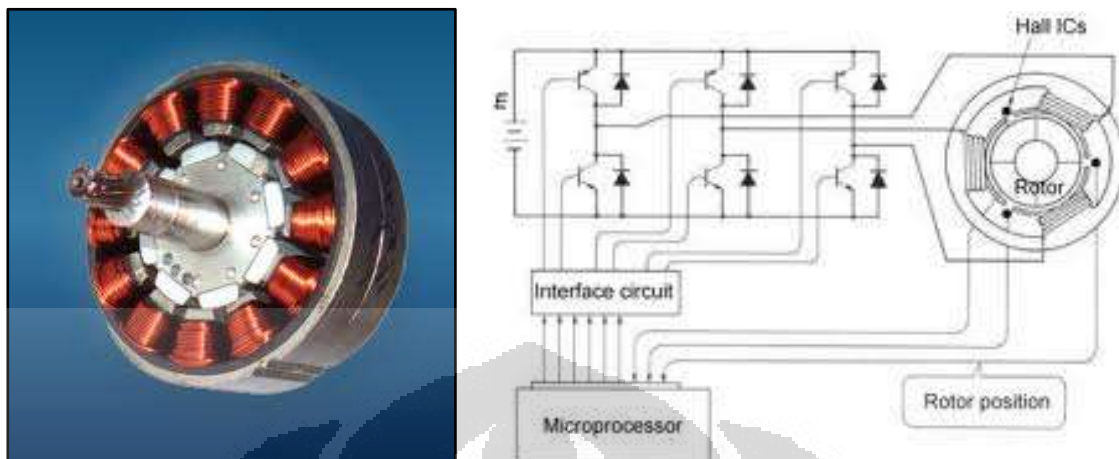 Hall ICs
Rotor
Interface circuit
Rotor position
Microprocessor